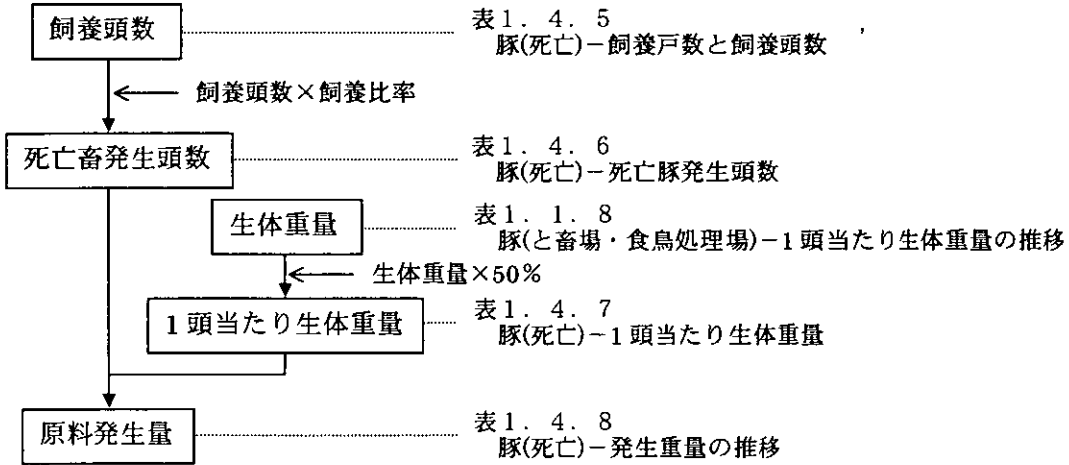 飼養頭数
表1．4．5
豚(死亡)－飼養戸数と飼養頭数
飼養頭数×飼養比率
死亡畜発生頭数
表1．4．6
豚(死亡)－死亡豚発生頭数
生体重量
表1．1．8
豚(と畜場・食鳥処理場)－1頭当たり生体重量の推移
生体重量×50%
1頭当たり生体重量
表1．4．7
豚(死亡)－1頭当たり生体重量
原料発生量
表1．4．8
豚(死亡)－発生重量の推移